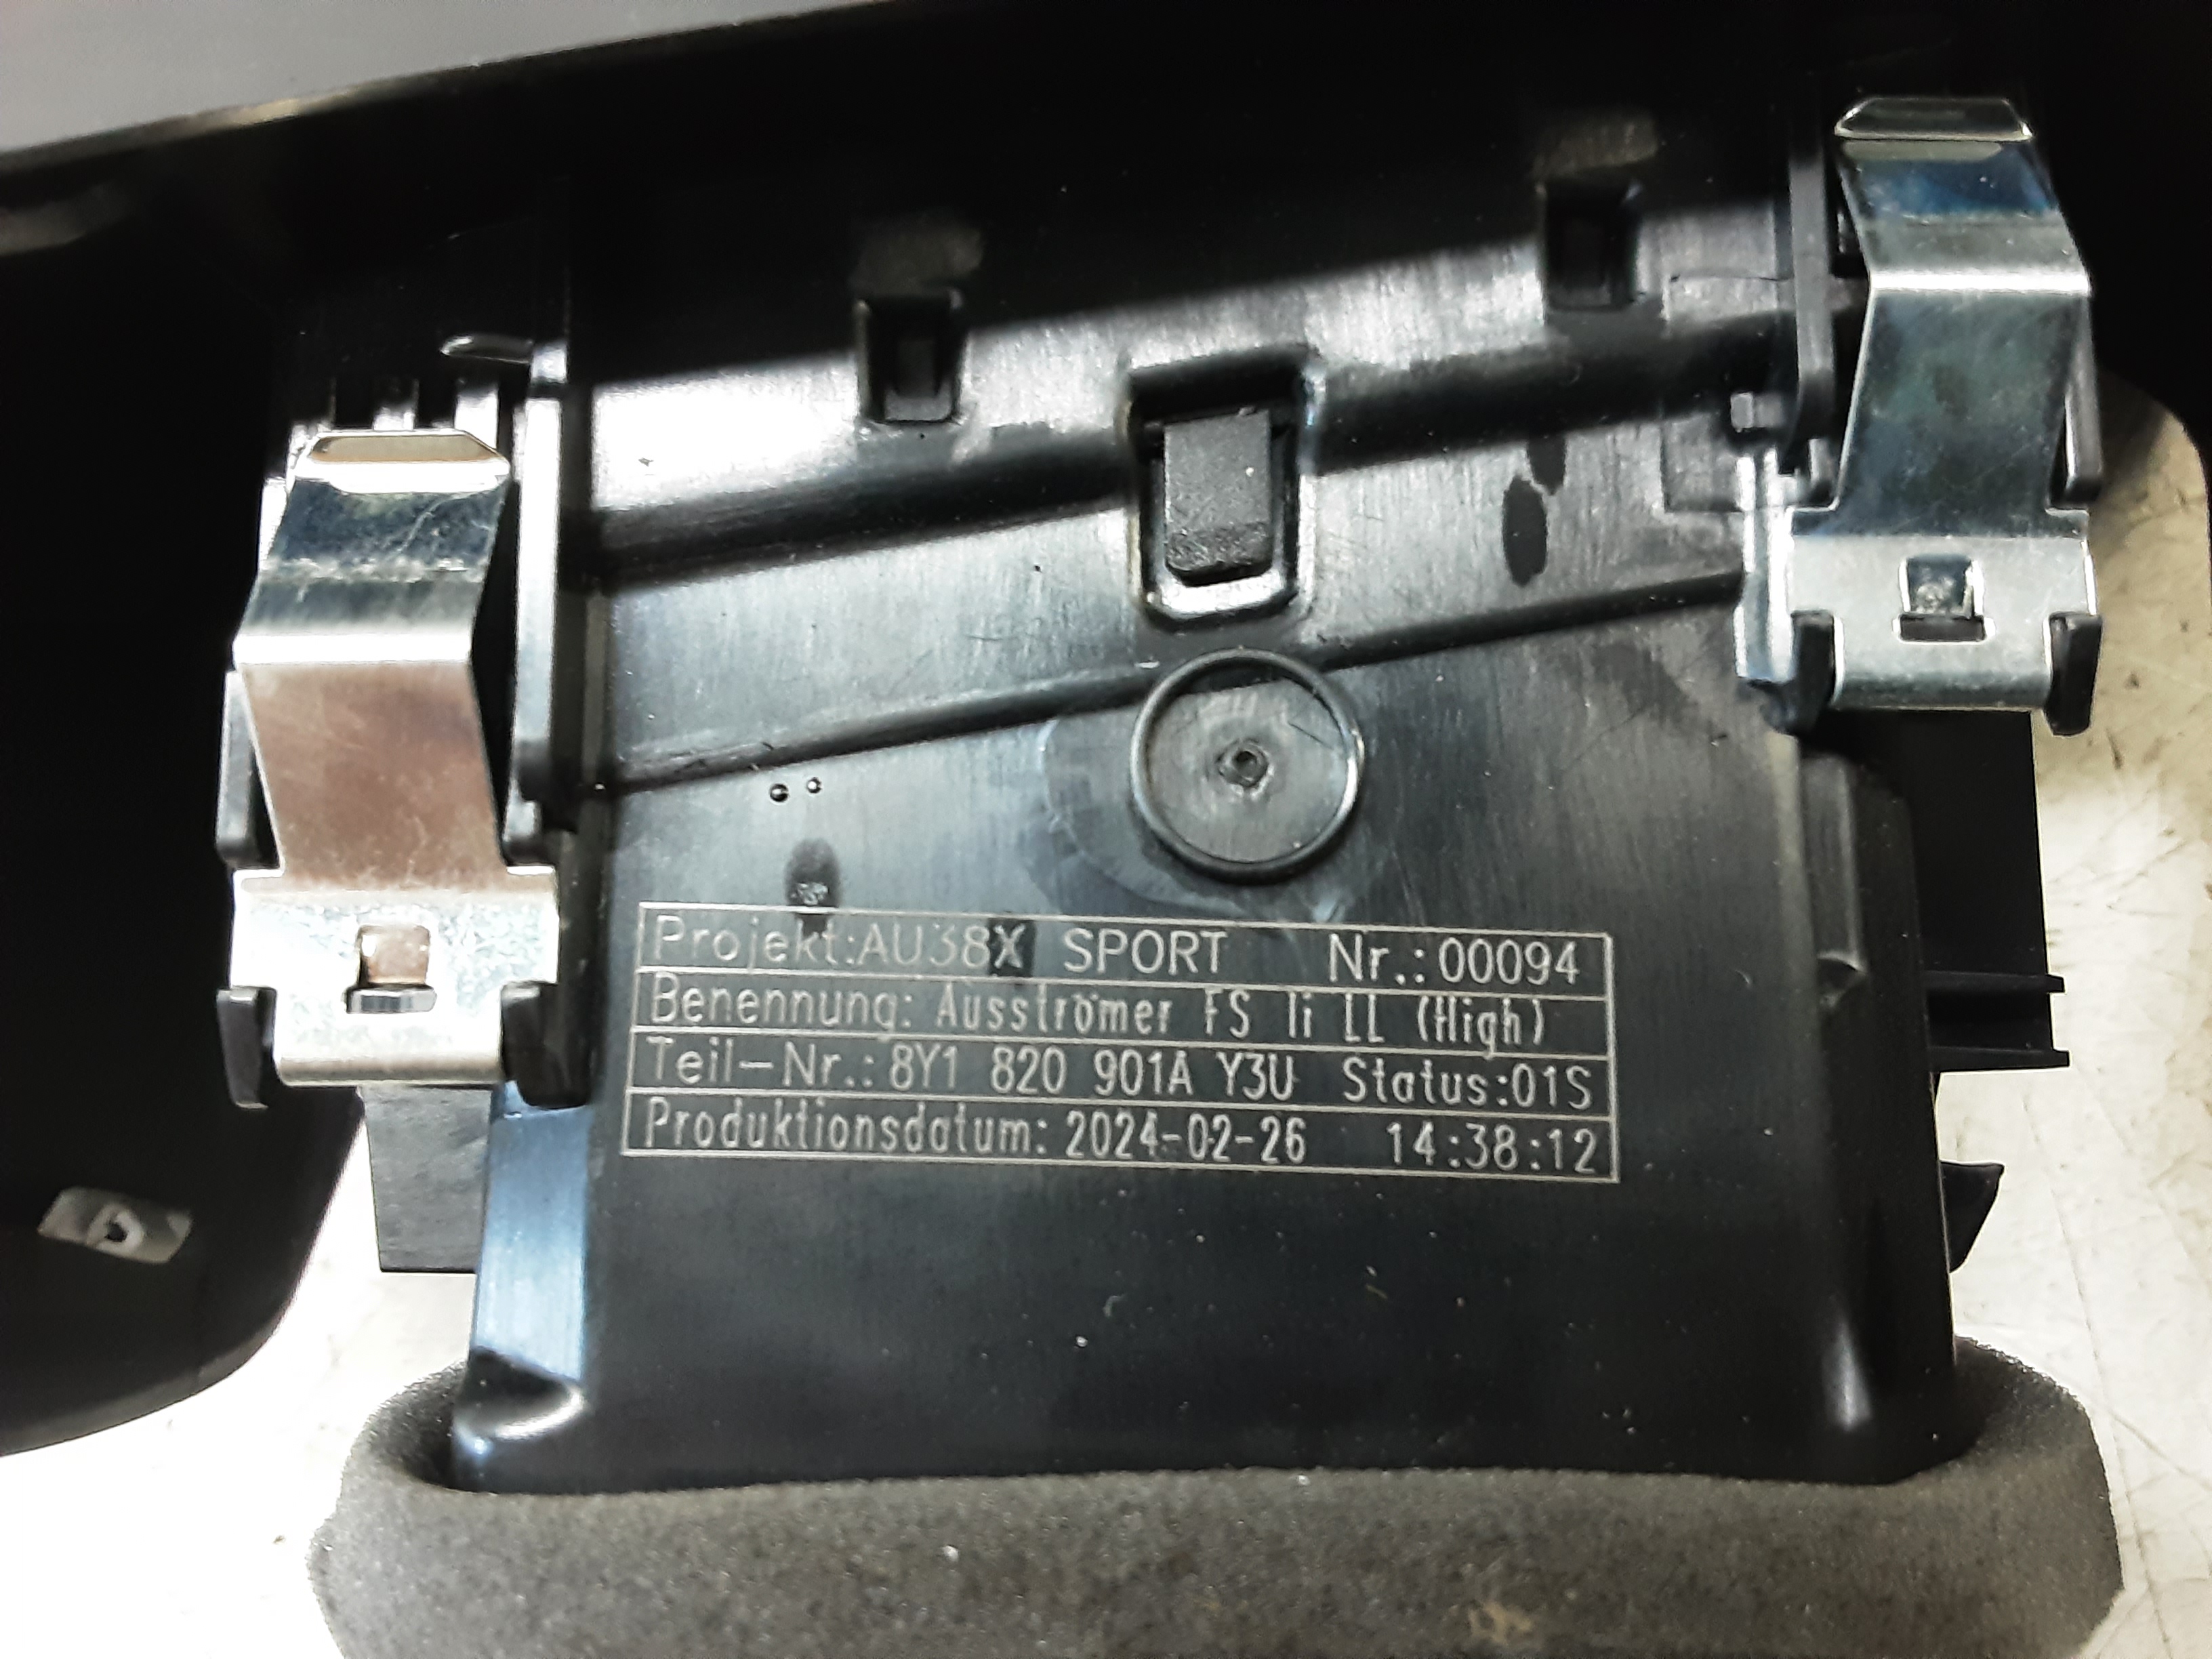 Projekt:AU38X SPORT Nr.:00094
Benennung: Ausströmer FS li LL (High)
Teil-Nr.:8Y1 820 901A Y3U Status:01S
Produktionsdatum: 2024-02-26 14:38:12